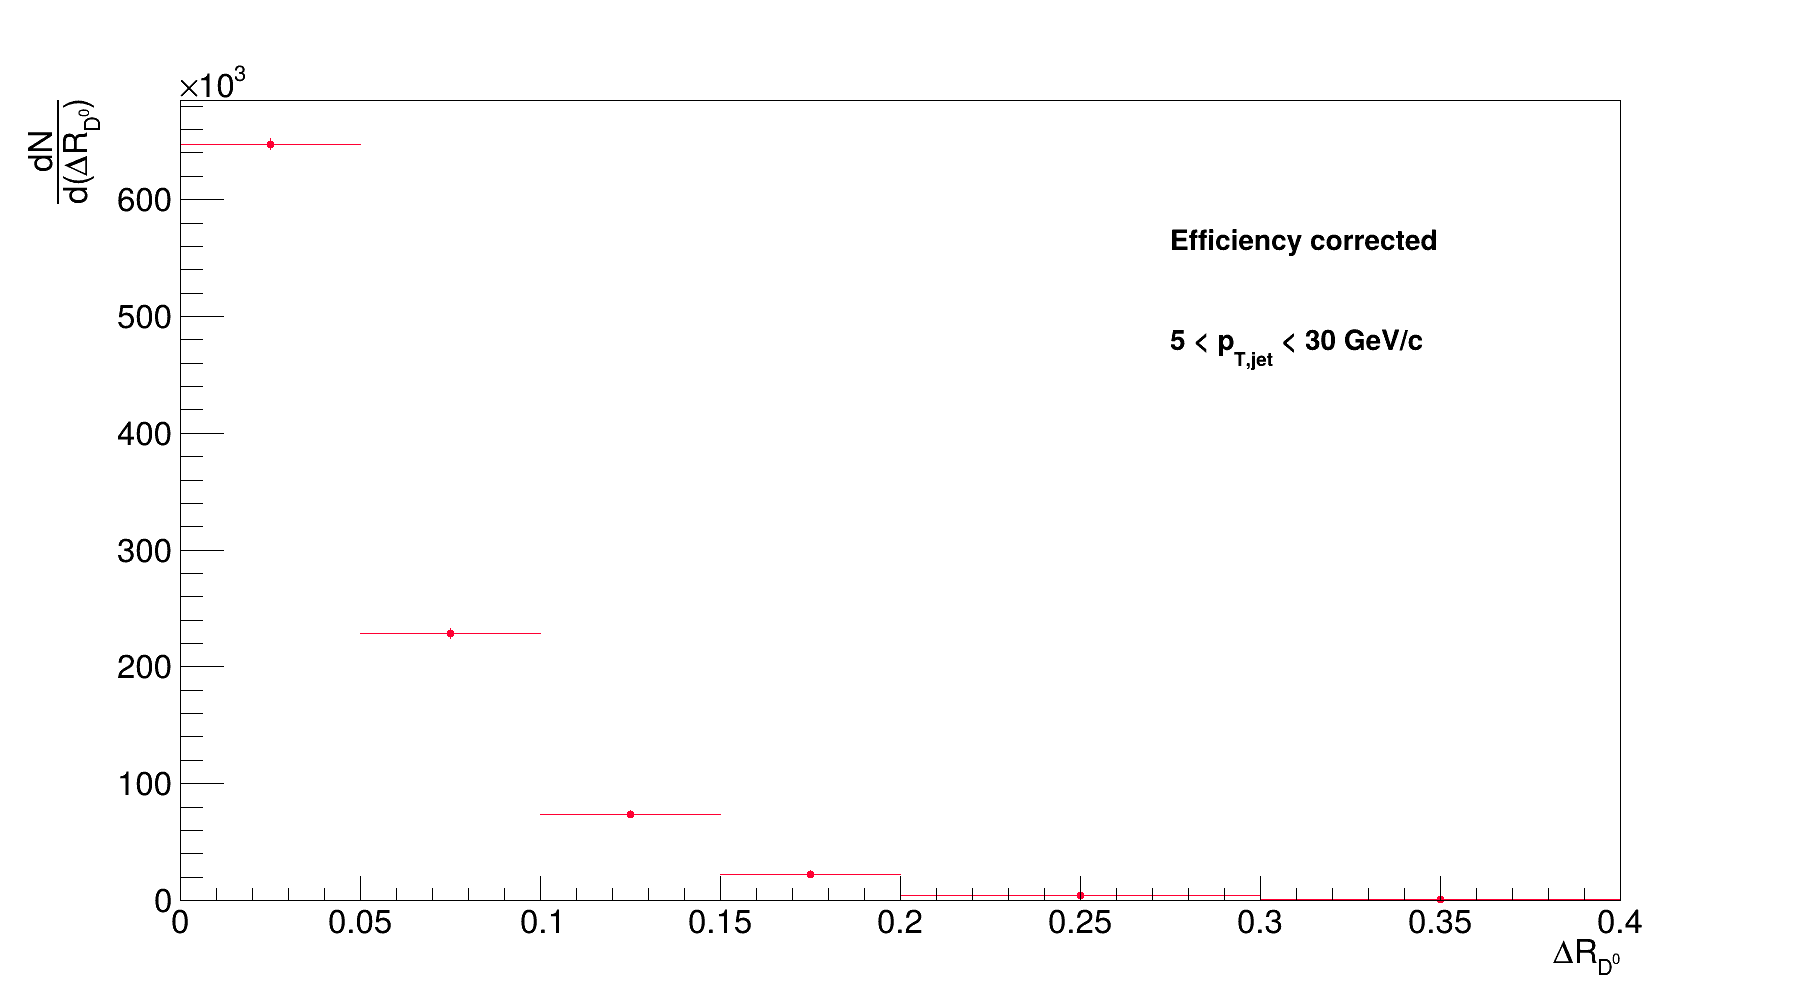 ×10³
dN
d(ΔR_D⁰)
600
500
400
300
200
100
0
Efficiency corrected
5 < p_T,jet < 30 GeV/c
0 0.05 0.1 0.15 0.2 0.25 0.3 0.35 0.4
ΔR_D⁰